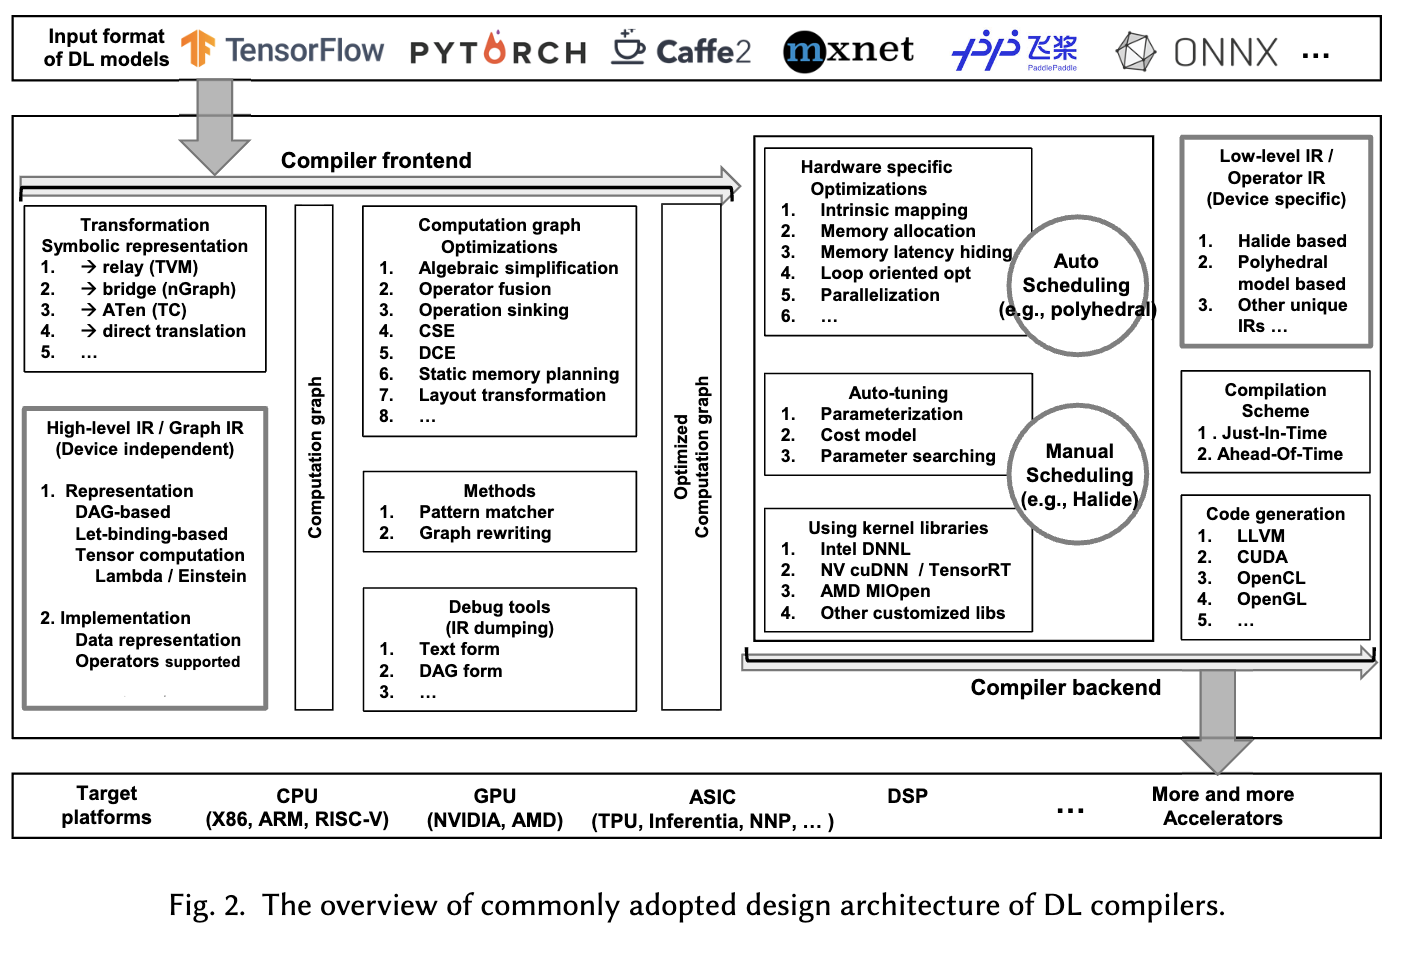 Input format
of DL models
TensorFlow
PYTORCH
Caffe2
mxnet
飞桨
PaddlePaddle
ONNX
...
Compiler frontend
Transformation
Symbolic representation
1. → relay (TVM)
2. → bridge (nGraph)
3. → ATen (TC)
4. → direct translation
5. ...
High-level IR / Graph IR
(Device independent)
1. Representation
DAG-based
Let-binding-based
Tensor computation
Lambda / Einstein
2. Implementation
Data representation
Operators supported
Computation graph
Computation graph
Optimizations
1. Algebraic simplification
2. Operator fusion
3. Operation sinking
4. CSE
5. DCE
6. Static memory planning
7. Layout transformation
8. ...
Methods
1. Pattern matcher
2. Graph rewriting
Debug tools
(IR dumping)
1. Text form
2. DAG form
3. ...
Optimized
Computation graph
Hardware specific
Optimizations
1. Intrinsic mapping
2. Memory allocation
3. Memory latency hiding
4. Loop oriented opt
5. Parallelization
6. ...
Auto
Scheduling
(e.g., polyhedral)
Auto-tuning
1. Parameterization
2. Cost model
3. Parameter searching
Manual
Scheduling
(e.g., Halide)
Using kernel libraries
1. Intel DNNL
2. NV cuDNN / TensorRT
3. AMD MIOpen
4. Other customized libs
Low-level IR /
Operator IR
(Device specific)
1. Halide based
2. Polyhedral
model based
3. Other unique
IRs ...
Compilation
Scheme
1 . Just-In-Time
2. Ahead-Of-Time
Code generation
1. LLVM
2. CUDA
3. OpenCL
4. OpenGL
5. ...
Compiler backend
Target
platforms
CPU
(X86, ARM, RISC-V)
GPU
(NVIDIA, AMD)
ASIC
(TPU, Inferentia, NNP, ... )
DSP
...
More and more
Accelerators
Fig. 2. The overview of commonly adopted design architecture of DL compilers.